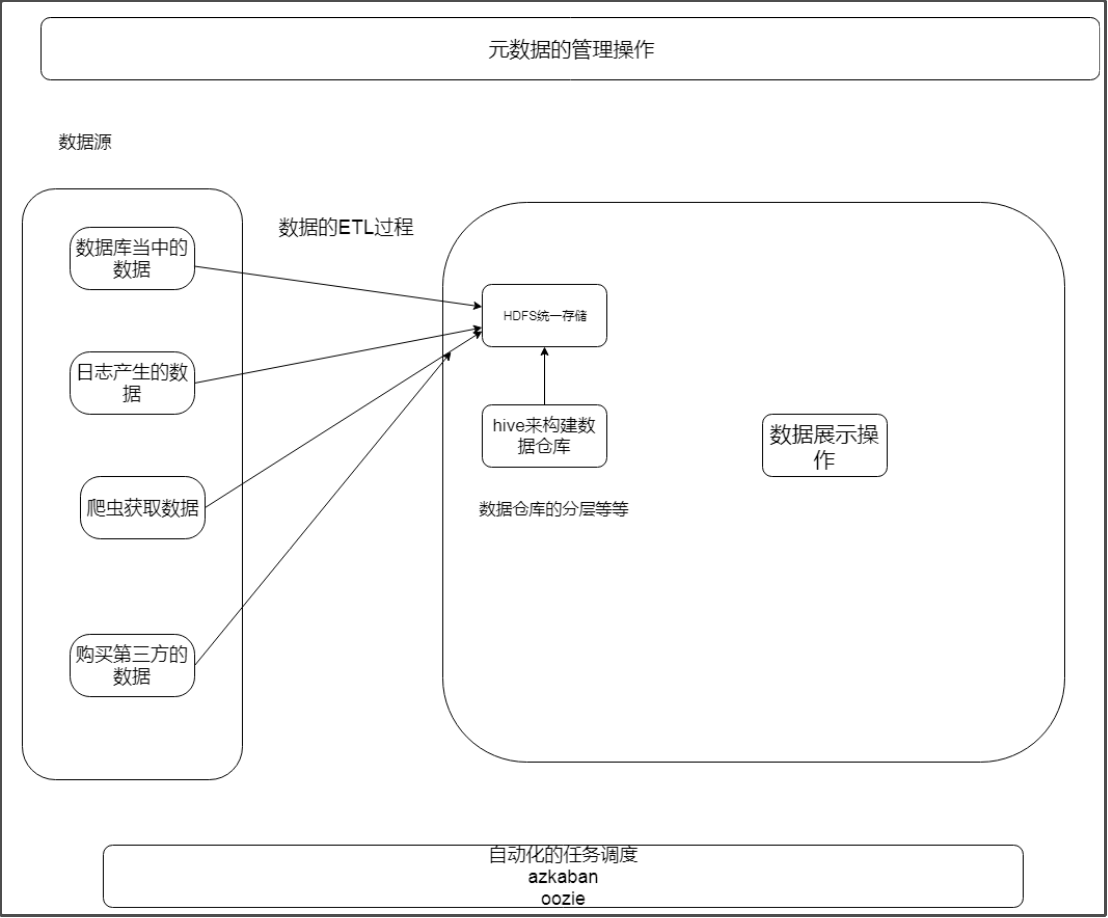 元数据的管理操作
数据源
数据的ETL过程
数据库当中的
数据
日志产生的数
据
爬虫获取数据
购买第三方的
数据
HDFS统一存储
hive来构建数
据仓库
数据仓库的分层等等
数据展示操
作
自动化的任务调度
azkaban
oozie